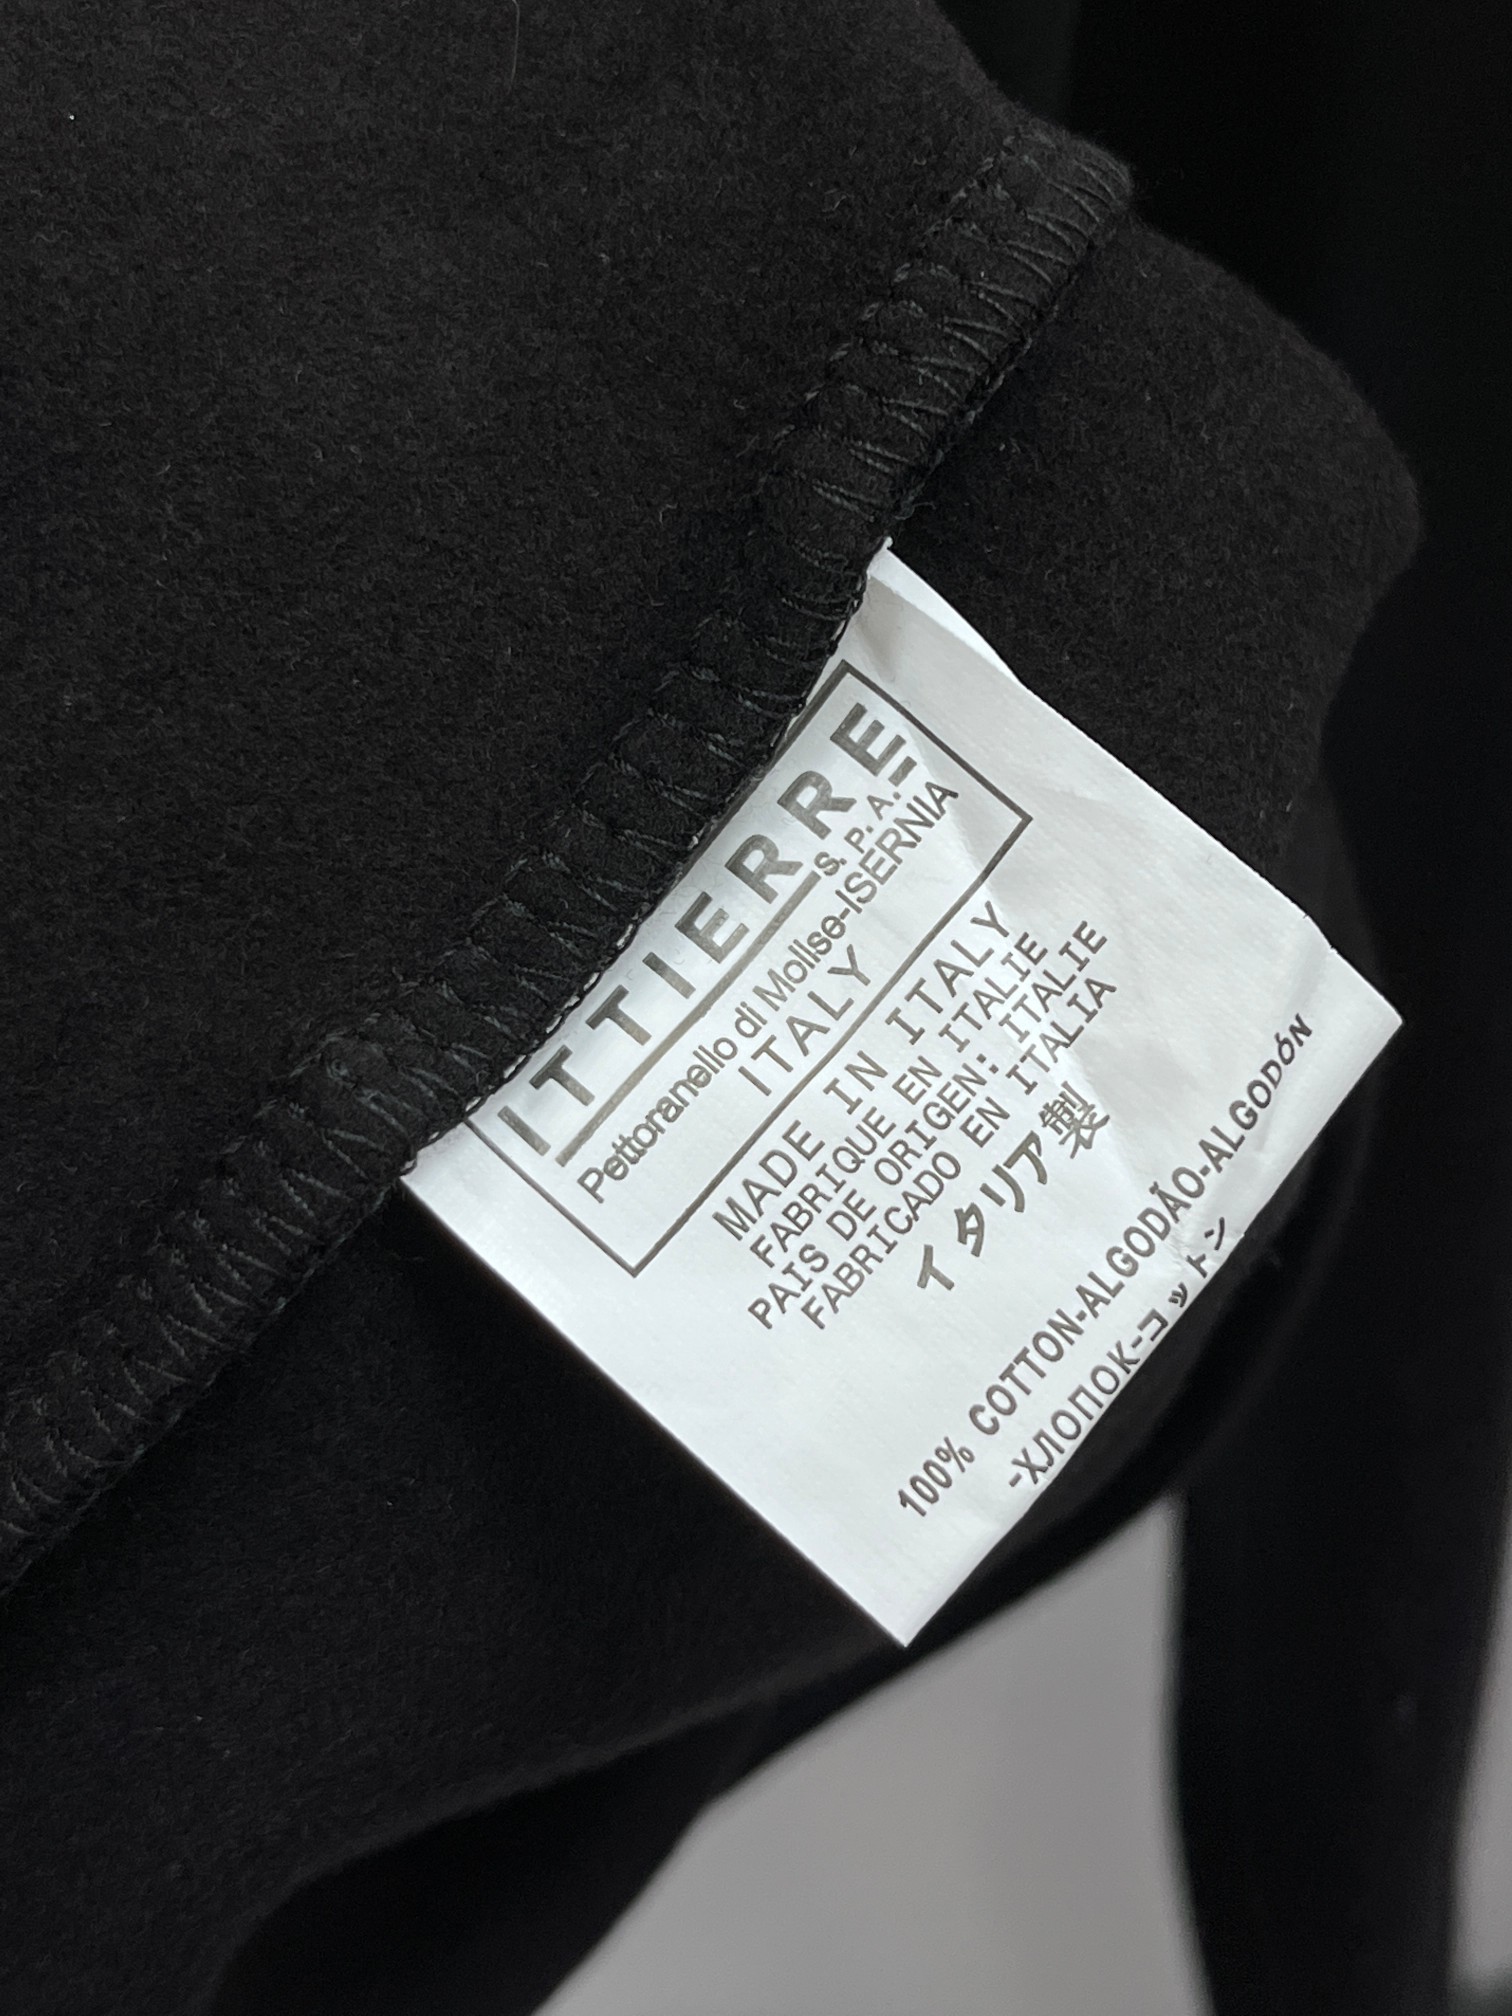 ITTIERRE
S. P. A.
Pettoranello di Molise-ISERNIA
ITALY
MADE IN ITALY
FABRIQUE EN ITALIE
PAIS DE ORIGEN: ITALIE
FABRICADO EN ITALIA
イタリア製
100% COTTON-ALGODÃO-ALGODÓN
-ХЛОПОК-コットン